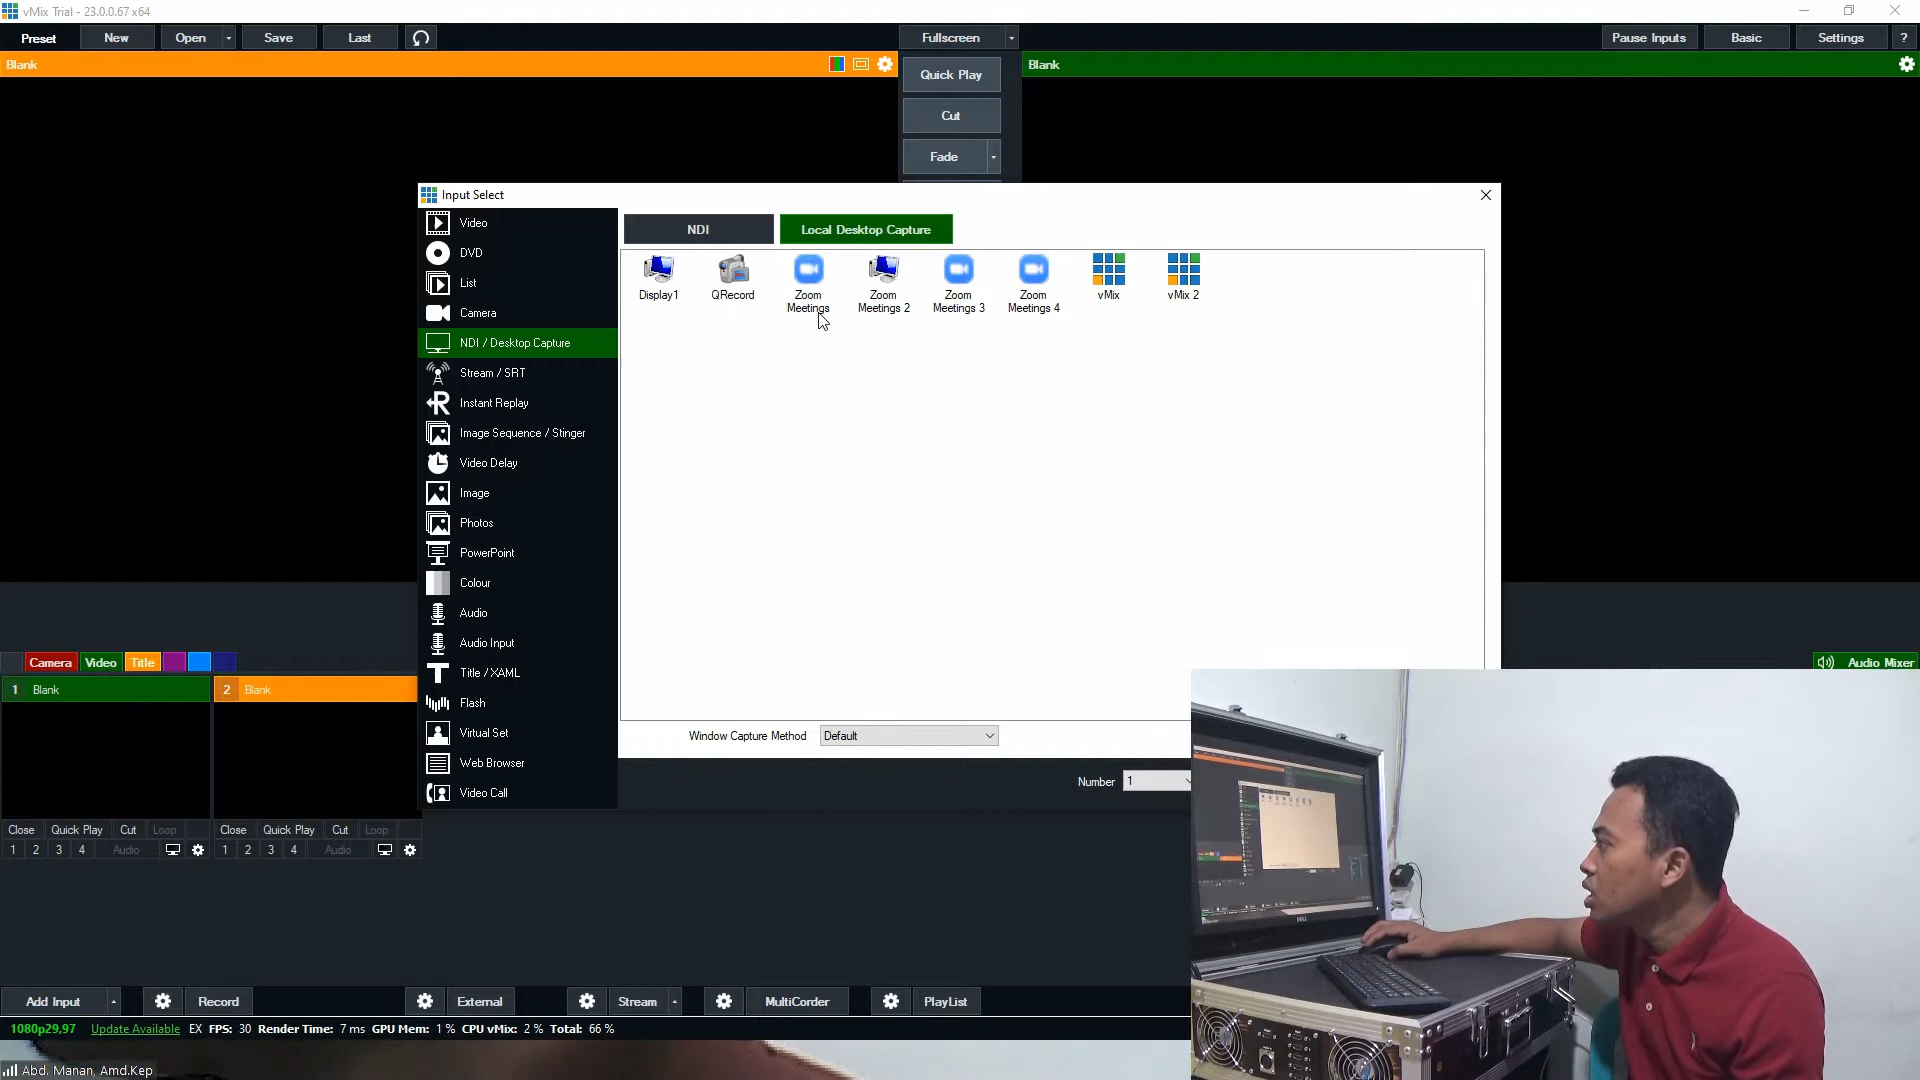 vMix Trial - 23.0.0.67 x64
Preset New Open Save Last Fullscreen Pause Inputs Basic Settings ?
Blank
Quick Play
Blank
Cut
Fade
Input Select
Video
DVD
List
Camera
NDI / Desktop Capture
Stream / SRT
Instant Replay
Image Sequence / Stinger
Video Delay
Image
Photos
PowerPoint
Colour
Audio
Audio Input
Title / XAML
Flash
Virtual Set
Web Browser
Video Call
NDI Local Desktop Capture
Display1
QRecord
Zoom Meetings
Zoom Meetings 2
Zoom Meetings 3
Zoom Meetings 4
vMix
vMix 2
Window Capture Method Default
Number 1
Camera Video Title
Audio Mixer
1 Blank
2 Blank
Close Quick Play Cut Loop
1 2 3 4 Audio
Close Quick Play Cut Loop
1 2 3 4 Audio
Add Input Record External Stream MultiCorder PlayList
1080p29,97 Update Available EX FPS: 30 Render Time: 7 ms GPU Mem: 1 % CPU vMix: 2 % Total: 66 %
Abd. Manan, Amd.Kep
DELL